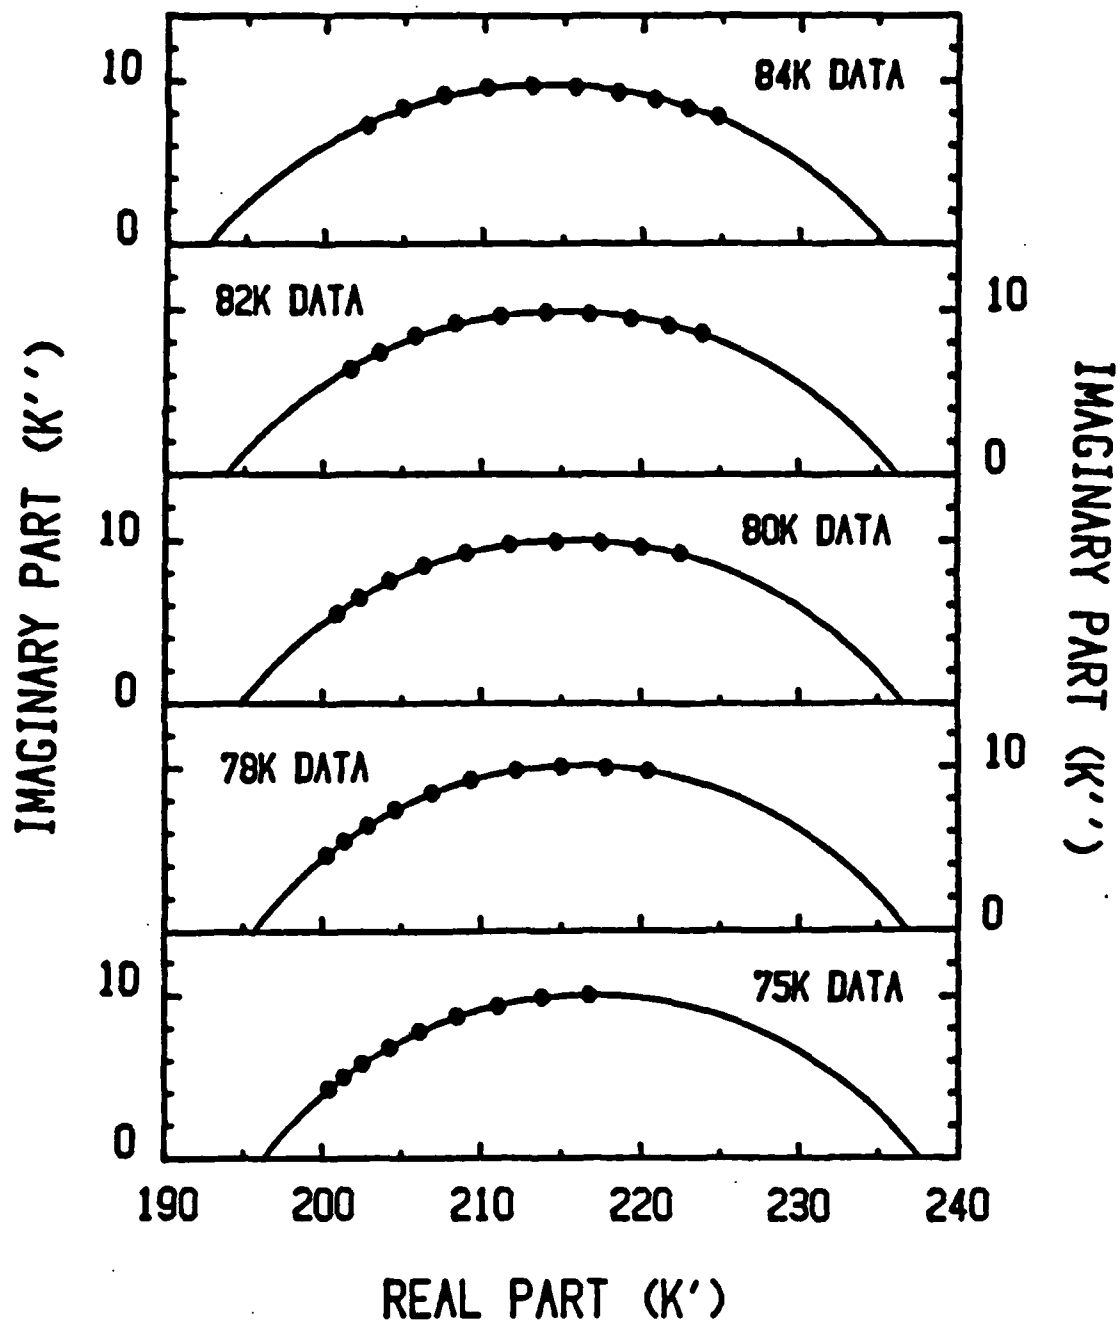 10
84K DATA
0
82K DATA
10
0
10
80K DATA
0
78K DATA
10
0
10
75K DATA
0
190 200 210 220 230 240
REAL PART (K')
IMAGINARY PART (K'')
IMAGINARY PART (K'')